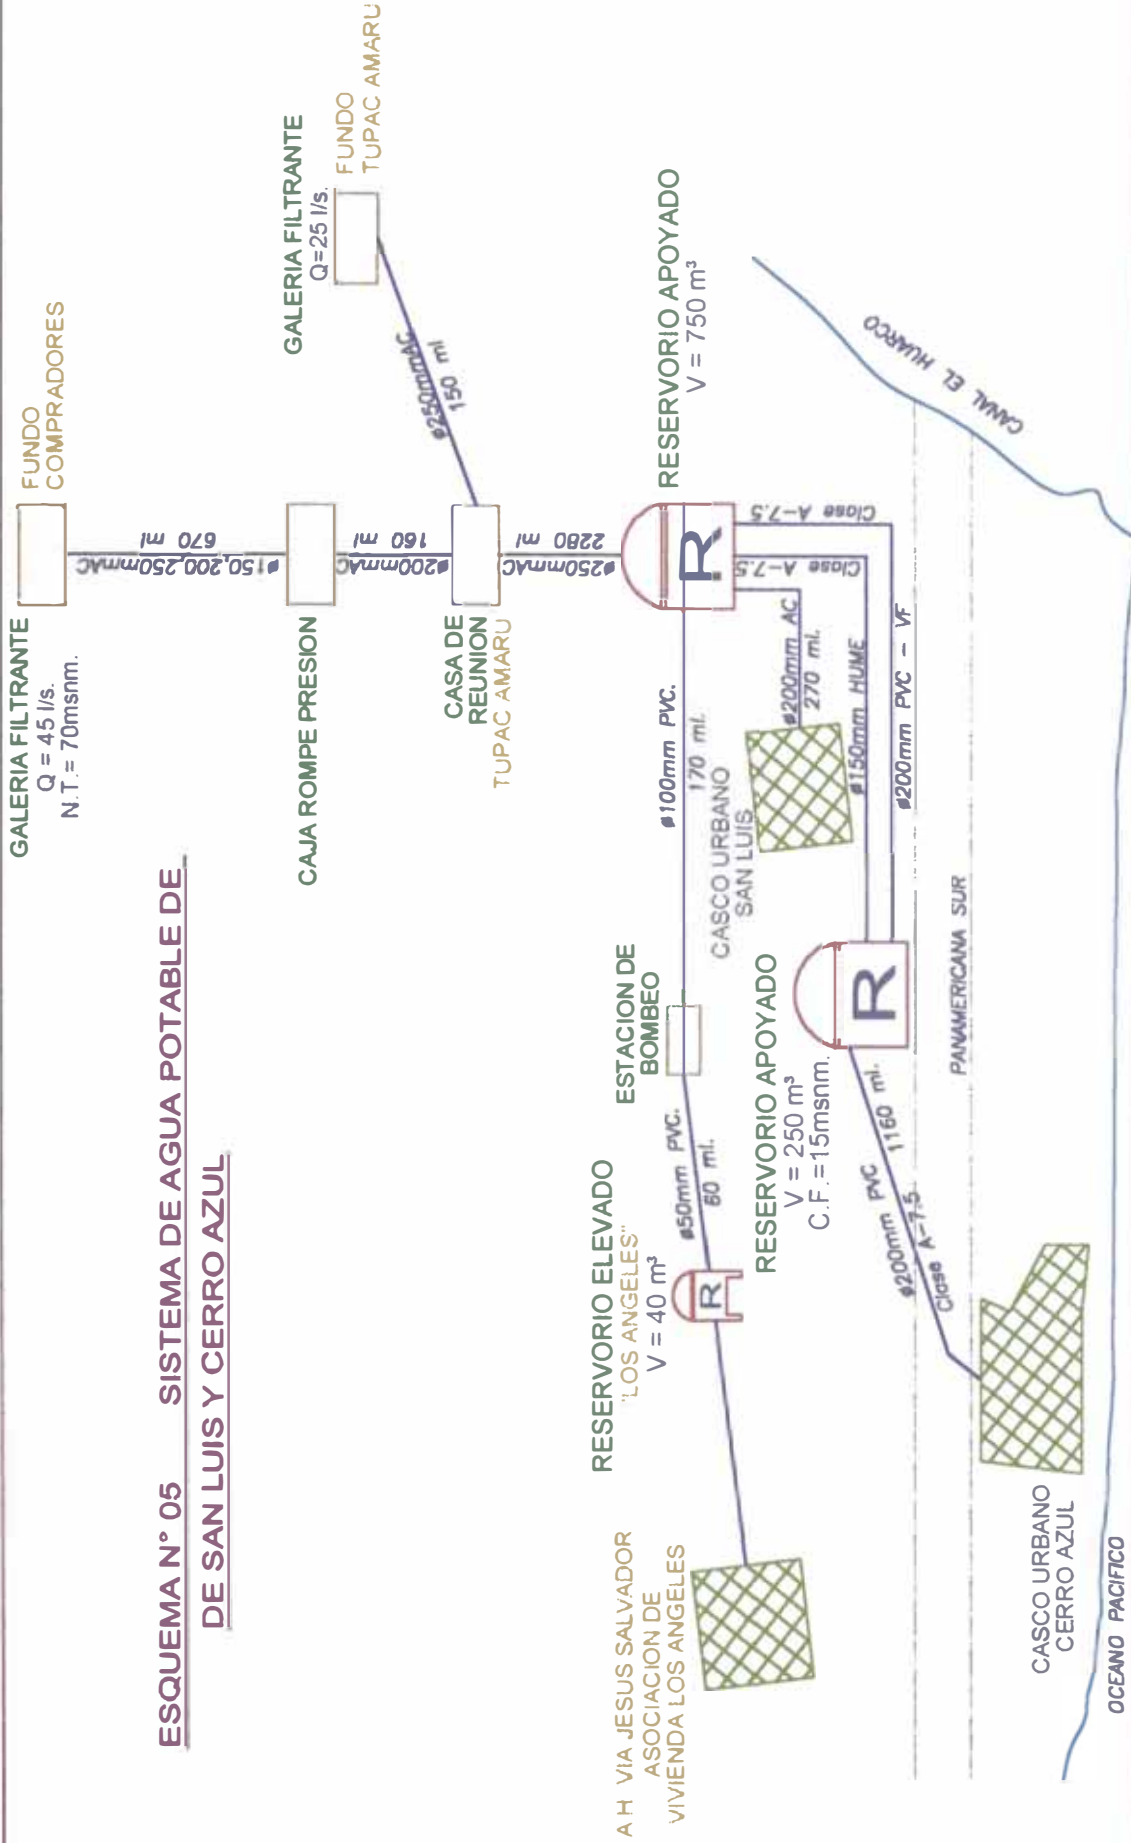 ESQUEMA N° 05 SISTEMA DE AGUA POTABLE DE
DE SAN LUIS Y CERRO AZUL
GALERIA FILTRANTE
Q = 45 l/s.
N.T.= 70msnm.
FUNDO
COMPRADORES
ø150,200,250mmAC
670 ml
CAJA ROMPE PRESION
ø200mmAC
160 ml
GALERIA FILTRANTE
Q=25 l/s.
FUNDO
TUPAC AMARU
ø250mmAC
150 ml
CASA DE
REUNION
TUPAC AMARU
ø250mmAC
2280 ml
RESERVORIO APOYADO
V = 750 m³
R
ø100mm PVC.
170 ml.
ESTACION DE
BOMBEO
ø50mm PVC.
60 ml.
RESERVORIO ELEVADO
"LOS ANGELES"
V = 40 m³
R
A H VIA JESUS SALVADOR
ASOCIACION DE
VIVIENDA LOS ANGELES
CASCO URBANO
SAN LUIS
ø200mm AC
270 ml.
Clase A-7.5
ø150mm HUME
Clase A-7.5
ø200mm PVC - VF
RESERVORIO APOYADO
V = 250 m³
C.F.=15msnm.
R
ø200mm PVC 1160 ml.
Clase A-7.5
PANAMERICANA SUR
CANAL EL HUARCO
CASCO URBANO
CERRO AZUL
OCEANO PACIFICO